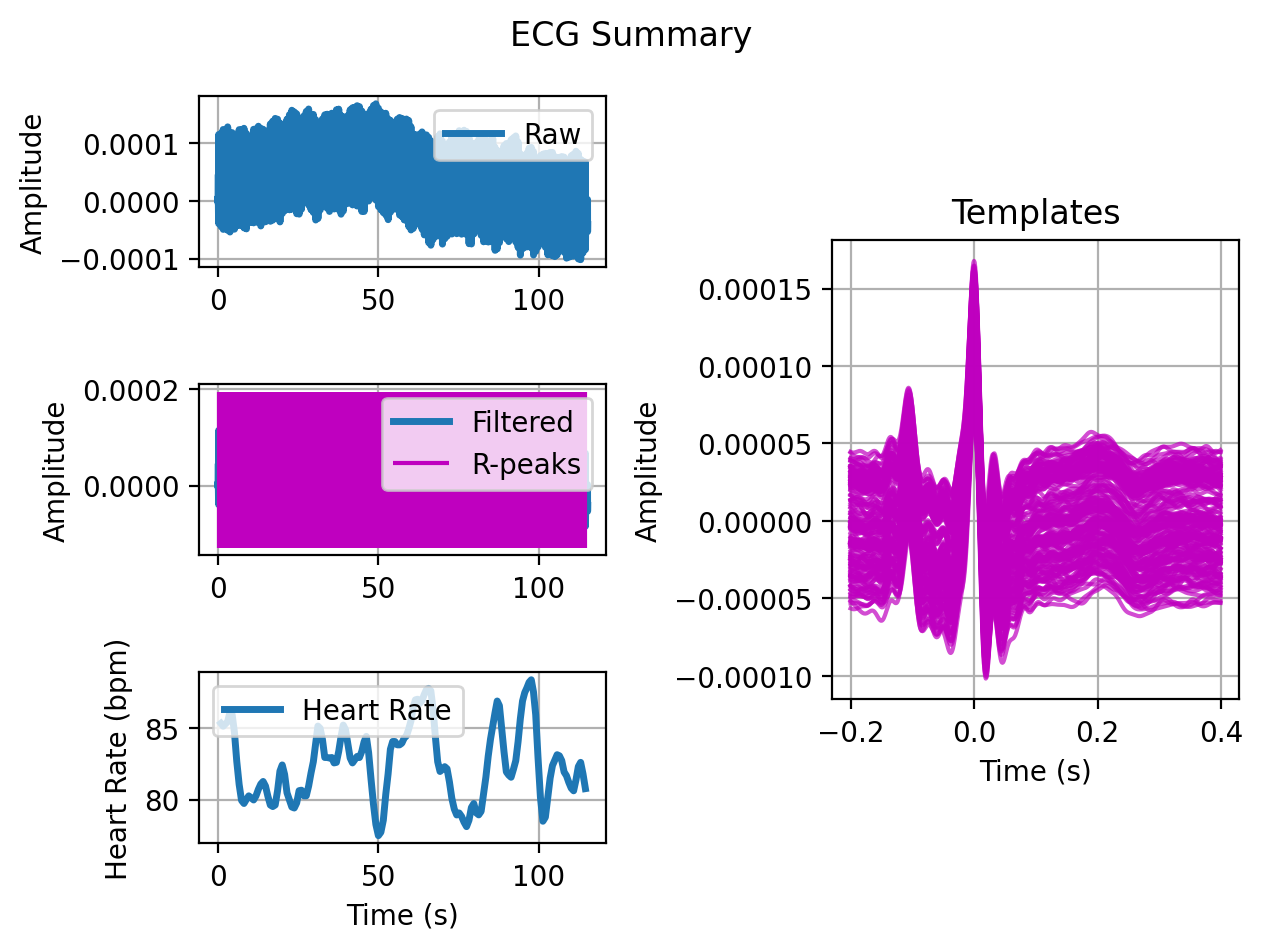 ECG Summary
Amplitude
0.0001
0.0000
−0.0001
Raw
0
50
100
Amplitude
0.0002
0.0000
Filtered
R-peaks
0
50
100
Heart Rate (bpm)
85
80
Heart Rate
0
50
100
Time (s)
Templates
Amplitude
0.00015
0.00010
0.00005
0.00000
−0.00005
−0.00010
−0.2
0.0
0.2
0.4
Time (s)